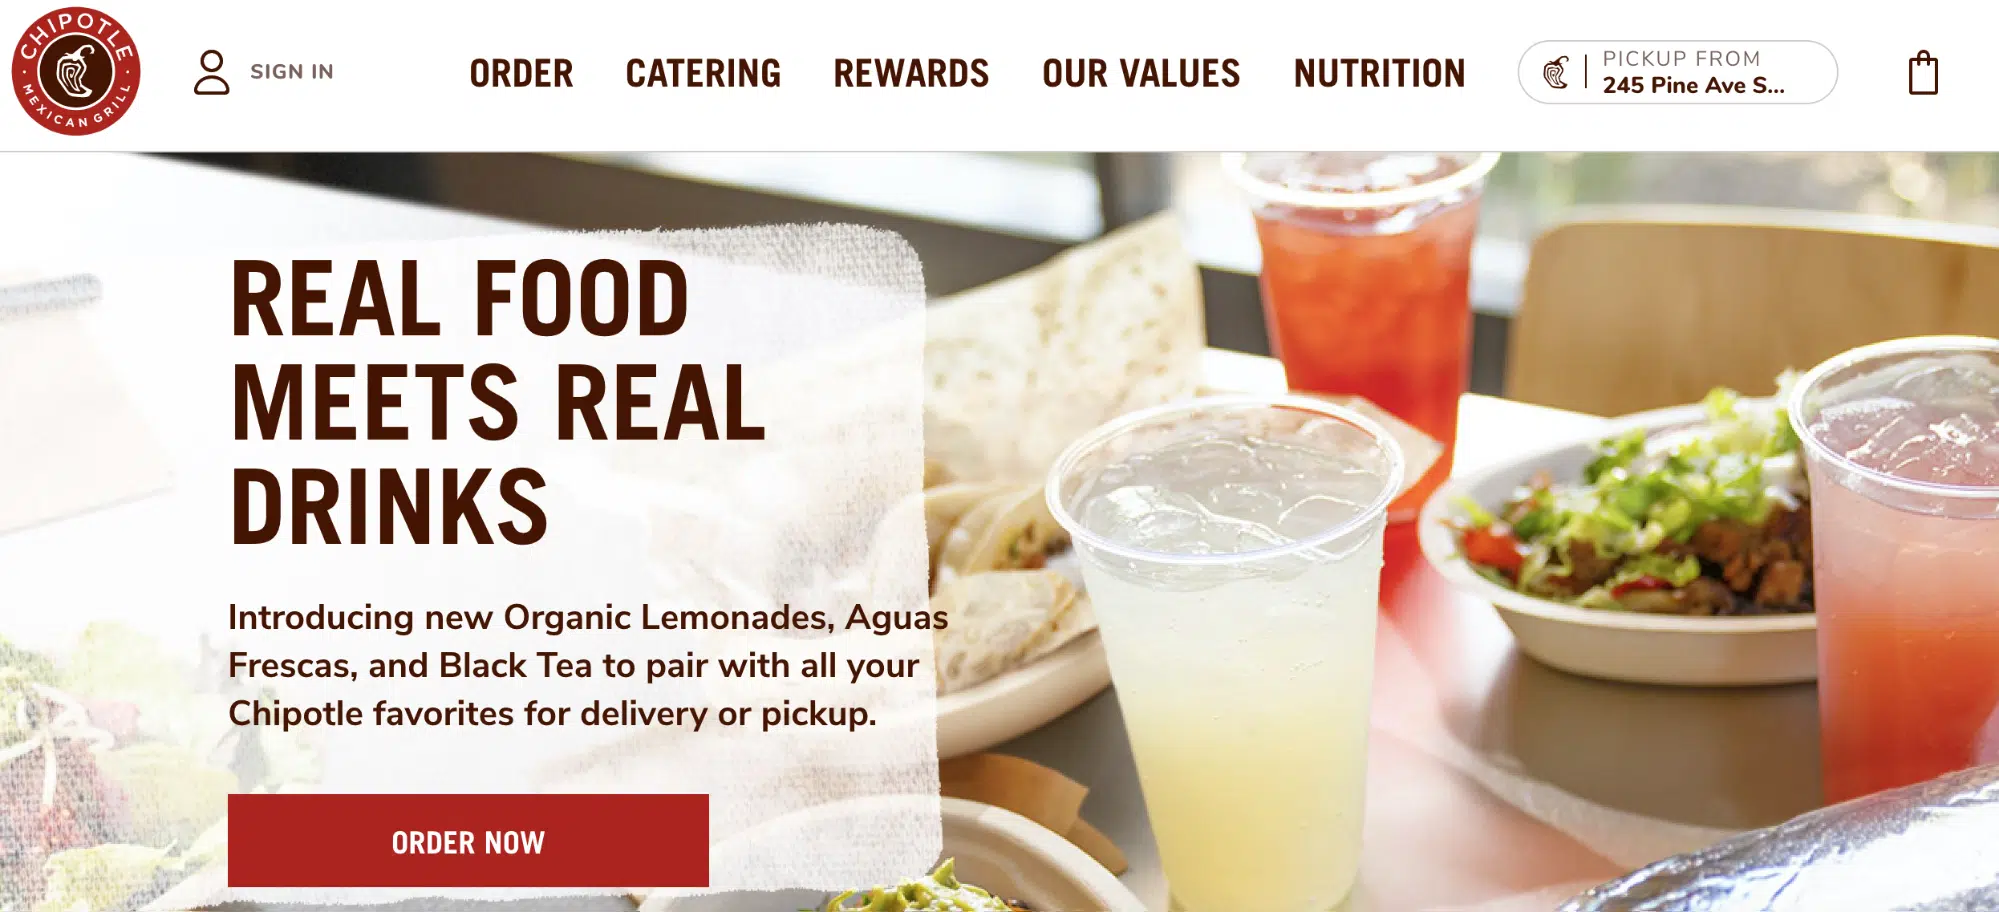 CHIPOTLE
MEXICAN GRILL
SIGN IN
ORDER
CATERING
REWARDS
OUR VALUES
NUTRITION
PICKUP FROM
245 Pine Ave S...
REAL FOOD
MEETS REAL
DRINKS
Introducing new Organic Lemonades, Aguas
Frescas, and Black Tea to pair with all your
Chipotle favorites for delivery or pickup.
ORDER NOW